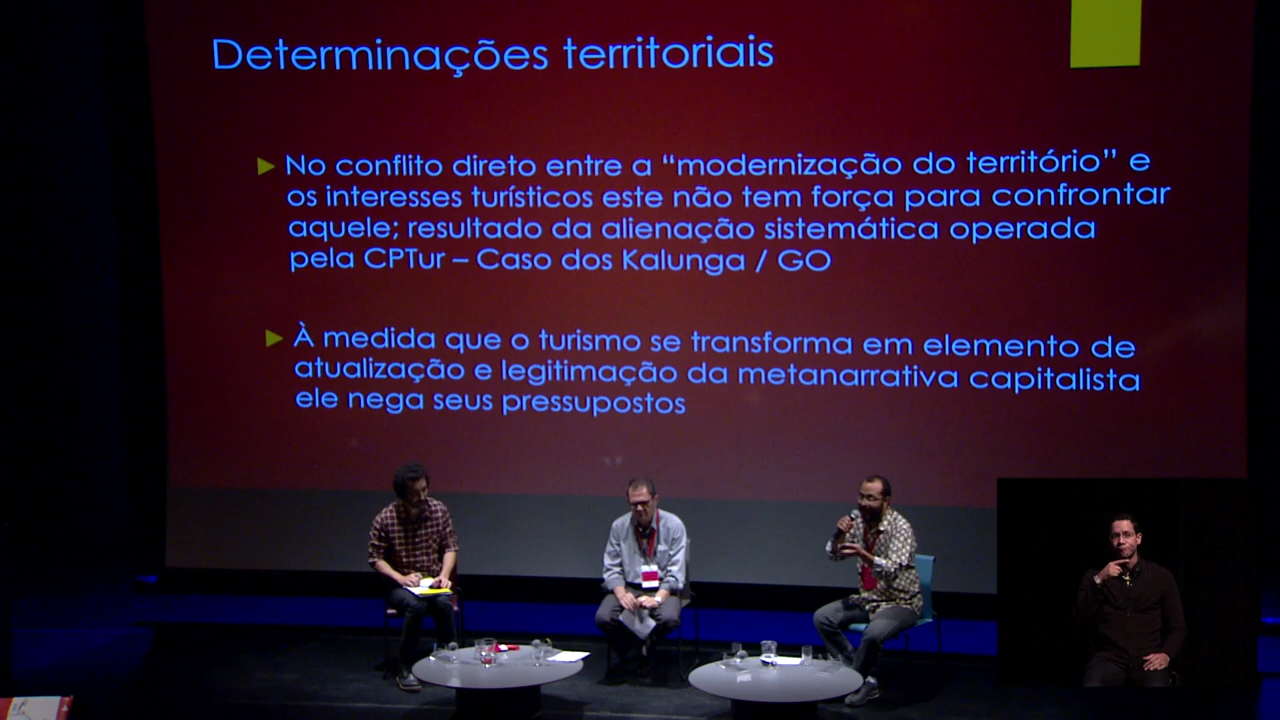 Determinações territoriais
No conflito direto entre a “modernização do território” e
os interesses turísticos este não tem força para confrontar
aquele; resultado da alienação sistemática operada
pela CPTur – Caso dos Kalunga / GO
À medida que o turismo se transforma em elemento de
atualização e legitimação da metanarrativa capitalista
ele nega seus pressupostos